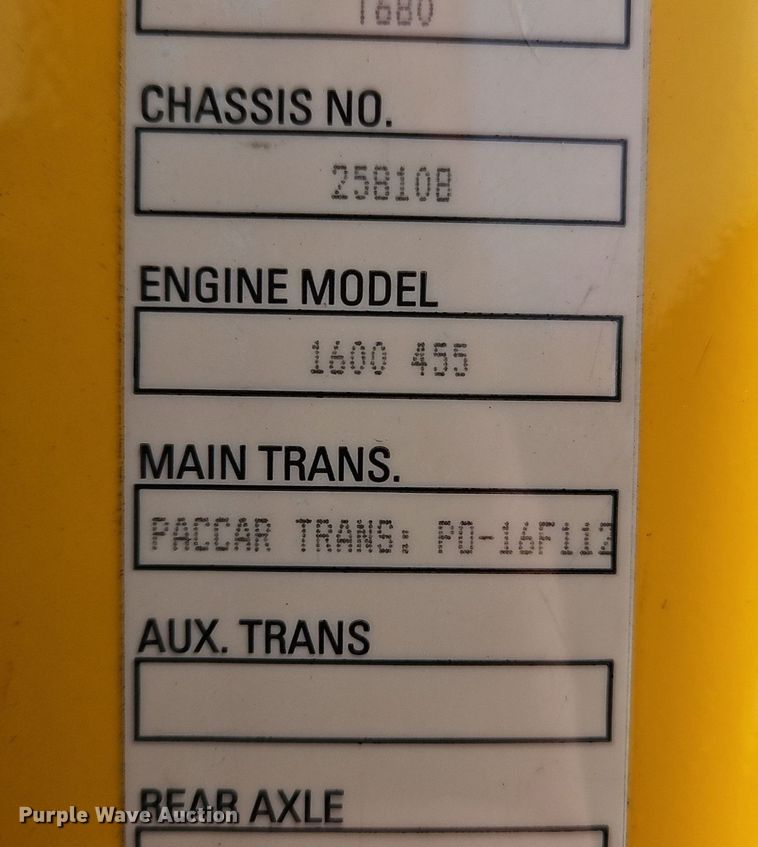 1680
CHASSIS NO.
258108
ENGINE MODEL
1600 455
MAIN TRANS.
PACCAR TRANS: PO-16F112
AUX. TRANS
REAR AXLE
Purple Wave Auction